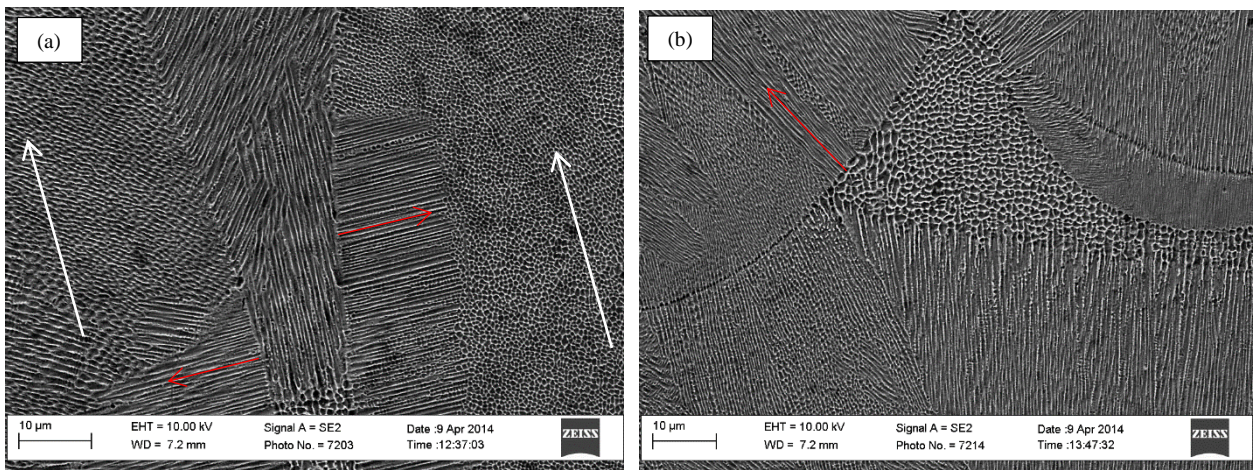 (a)
10 µm
EHT = 10.00 kV
WD = 7.2 mm
Signal A = SE2
Photo No. = 7203
Date :9 Apr 2014
Time :12:37:03
ZEISS
(b)
10 µm
EHT = 10.00 kV
WD = 7.2 mm
Signal A = SE2
Photo No. = 7214
Date :9 Apr 2014
Time :13:47:32
ZEISS